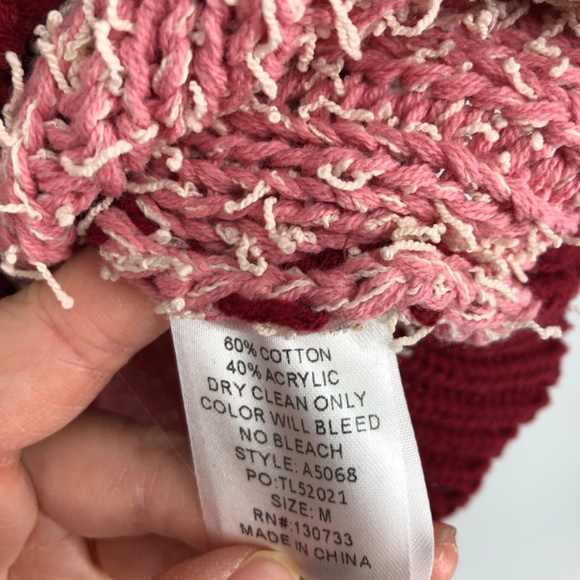 60% COTTON
40% ACRYLIC
DRY CLEAN ONLY
COLOR WILL BLEED
NO BLEACH
STYLE: A5068
PO:TL52021
SIZE: M
RN#:130733
MADE IN CHINA